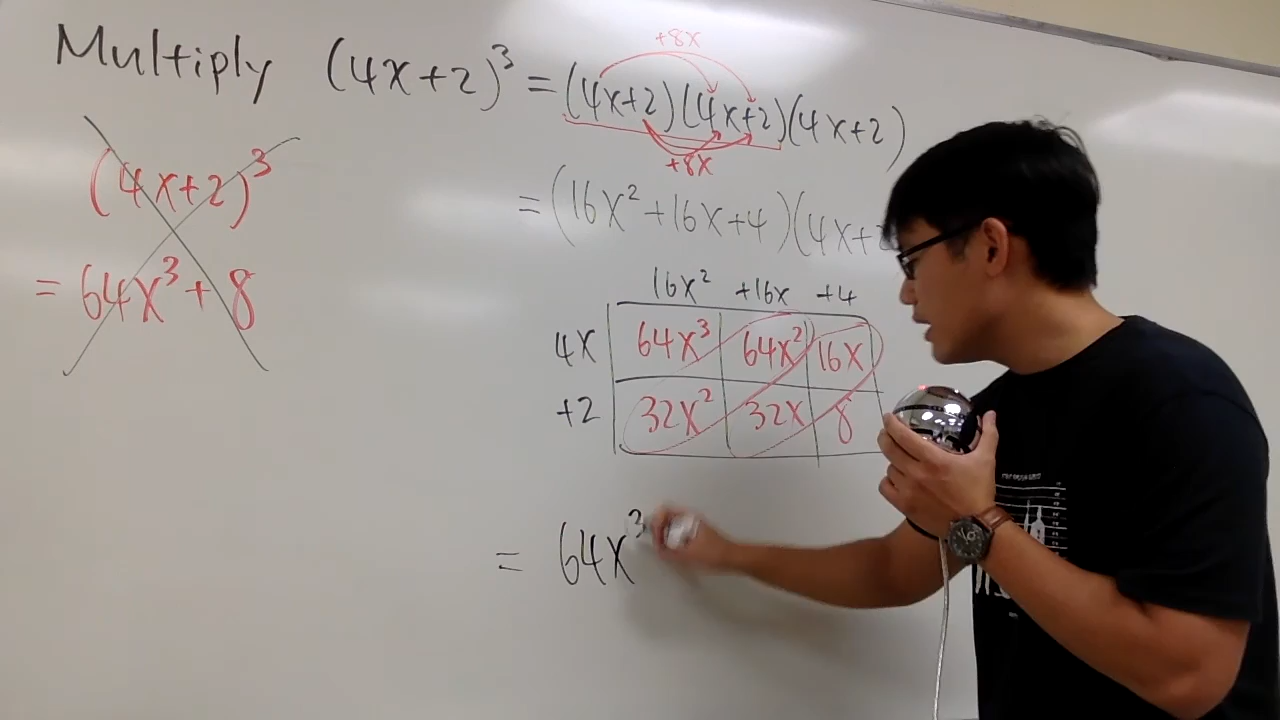 Multiply (4x+2)³ = (4x+2)(4x+2)(4x+2)
+8x
+8x
(4x+2)³
= 64x³ + 8
= (16x² +16x +4)(4x+
16x² +16x +4
4x 64x³ 64x² 16x
+2 32x² 32x 8
= 64x³